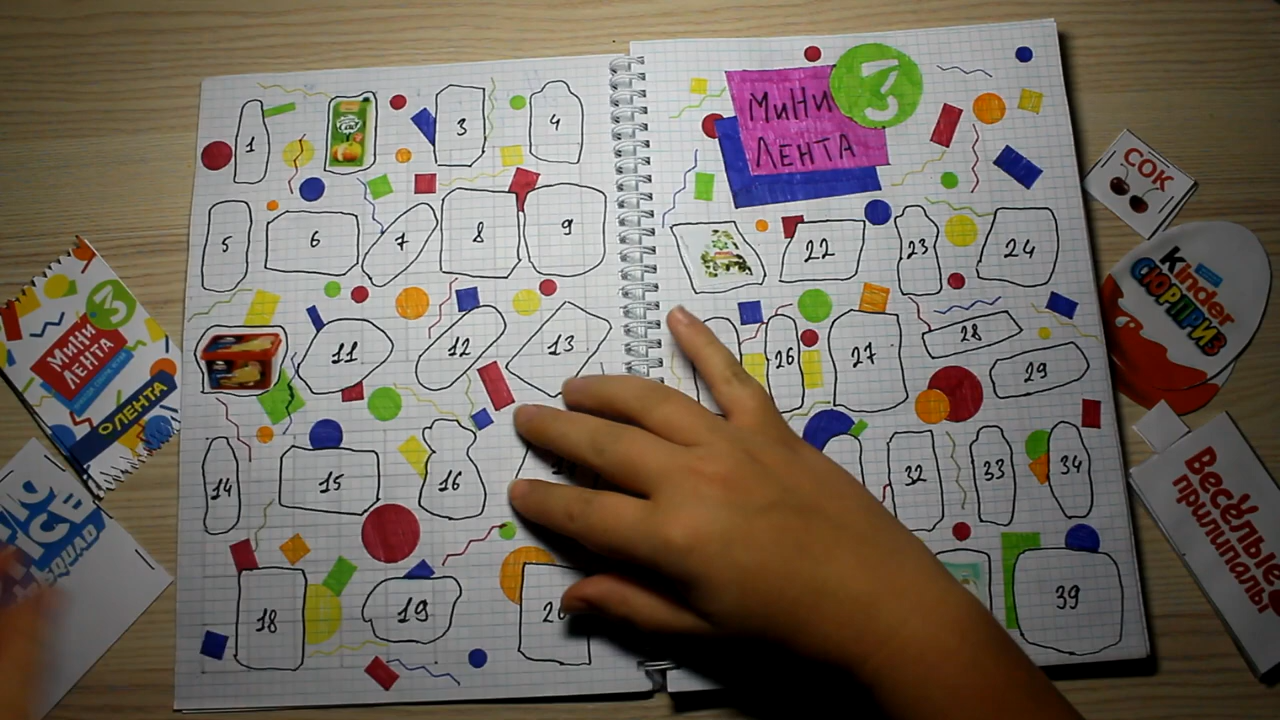 1
3
4
5
6
7
8
9
11
12
13
14
15
16
18
19
МиНи
ЛЕНТА
3
22
23
24
26
27
28
29
32
33
34
39
3
МИНИ
ЛЕНТА
ЛЕНТА
SQUAD
СОК
Kinder
СЮРПРИЗ
Весёлые
прилипалы